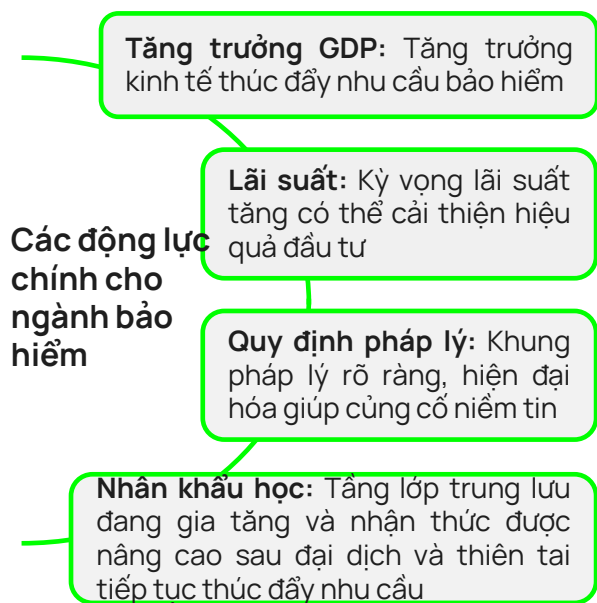 Tăng trưởng GDP: Tăng trưởng
kinh tế thúc đẩy nhu cầu bảo hiểm
Lãi suất: Kỳ vọng lãi suất
tăng có thể cải thiện hiệu
quả đầu tư
Các động lực
chính cho
ngành bảo
hiểm
Quy định pháp lý: Khung
pháp lý rõ ràng, hiện đại
hóa giúp củng cố niềm tin
Nhân khẩu học: Tầng lớp trung lưu
đang gia tăng và nhận thức được
nâng cao sau đại dịch và thiên tai
tiếp tục thúc đẩy nhu cầu